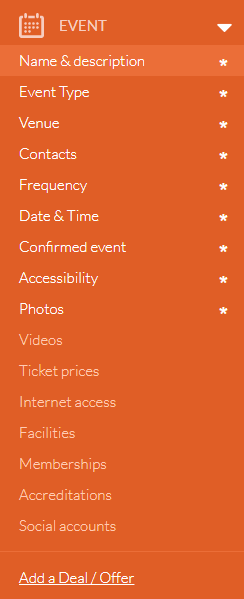 EVENT
Name & description *
Event Type *
Venue *
Contacts *
Frequency *
Date & Time *
Confirmed event *
Accessibility *
Photos *
Videos
Ticket prices
Internet access
Facilities
Memberships
Accreditations
Social accounts
Add a Deal / Offer